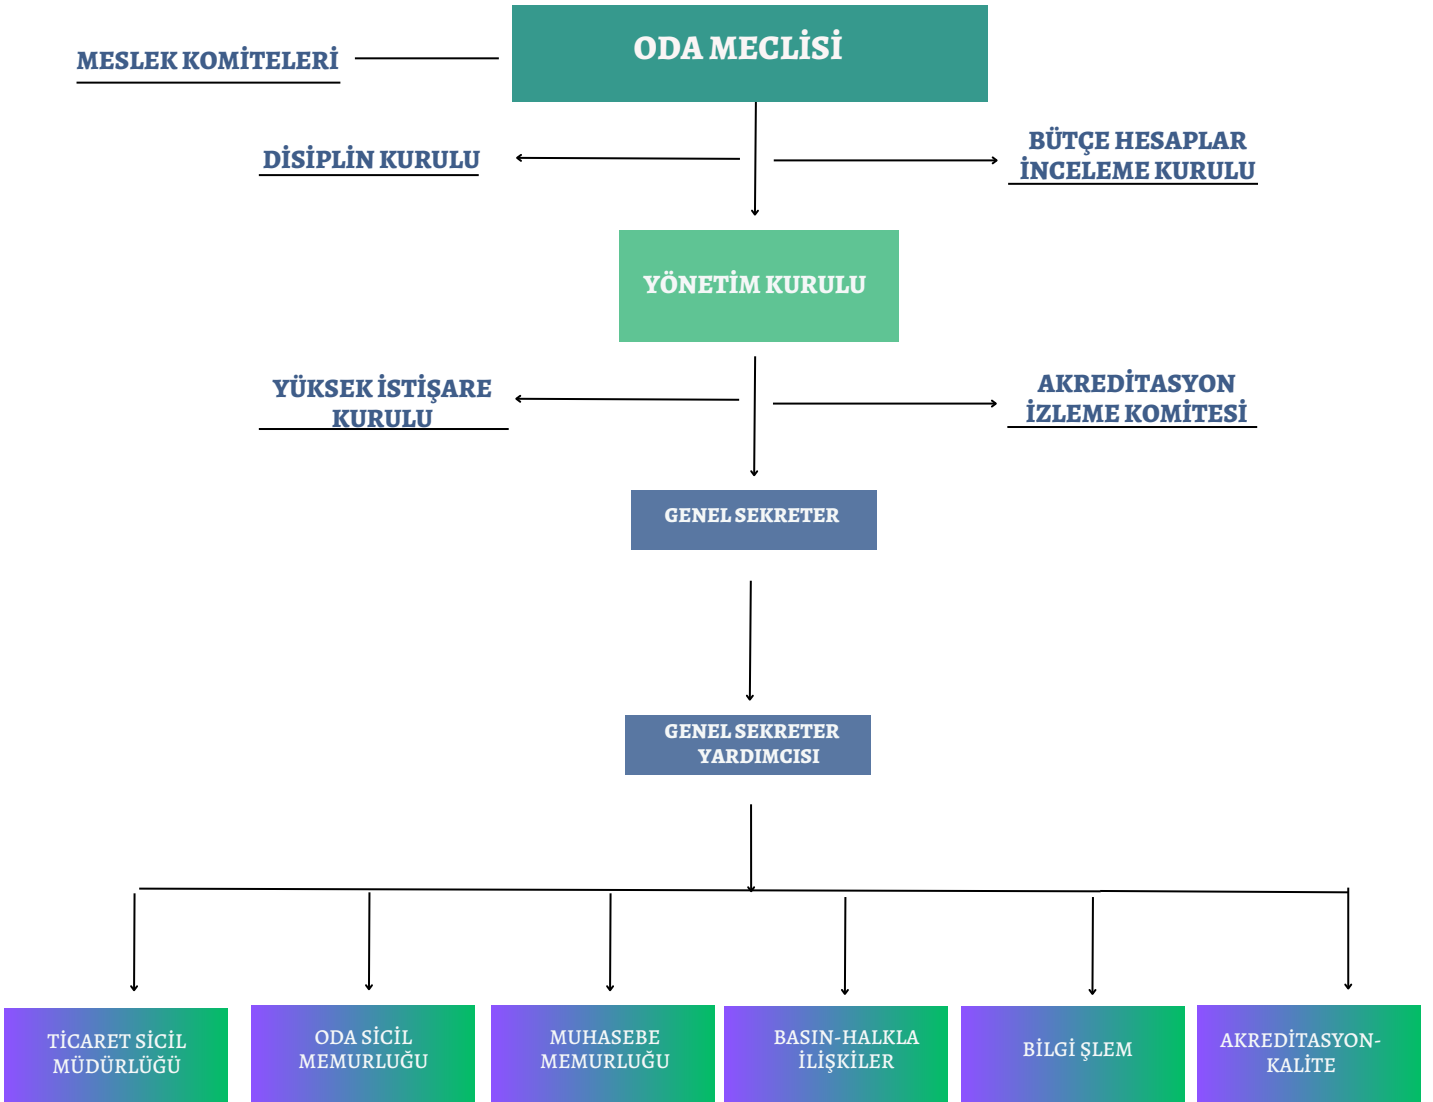 ODA MECLİSİ
MESLEK KOMİTELERİ
DİSİPLİN KURULU
BÜTÇE HESAPLAR
İNCELEME KURULU
YÖNETİM KURULU
YÜKSEK İSTİŞARE
KURULU
AKREDİTASYON
İZLEME KOMİTESİ
GENEL SEKRETER
GENEL SEKRETER
YARDIMCISI
TİCARET SİCİL
MÜDÜRLÜĞÜ
ODA SİCİL
MEMURLUĞU
MUHASEBE
MEMURLUĞU
BASIN-HALKLA
İLİŞKİLER
BİLGİ ŞLEM
AKREDİTASYON-
KALİTE